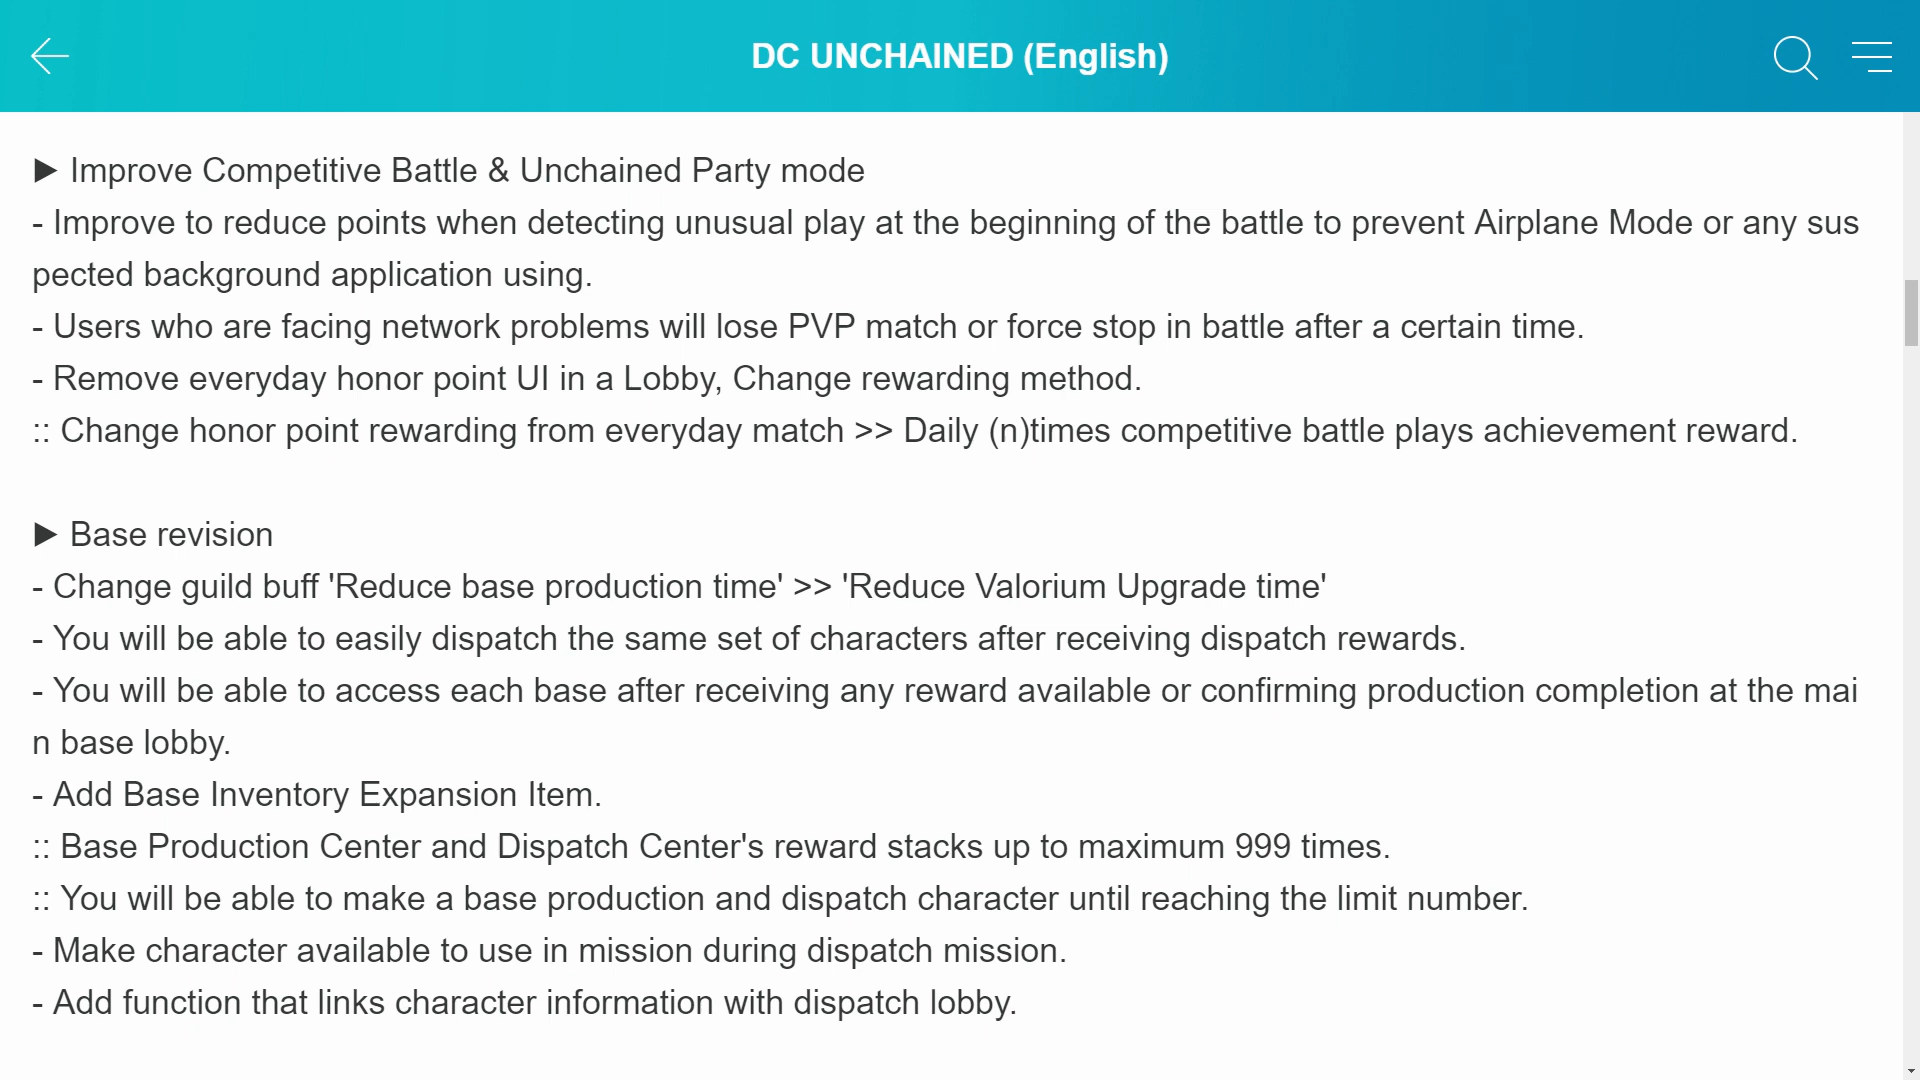 DC UNCHAINED (English)
▶ Improve Competitive Battle & Unchained Party mode
- Improve to reduce points when detecting unusual play at the beginning of the battle to prevent Airplane Mode or any sus
pected background application using.
- Users who are facing network problems will lose PVP match or force stop in battle after a certain time.
- Remove everyday honor point UI in a Lobby, Change rewarding method.
:: Change honor point rewarding from everyday match >> Daily (n)times competitive battle plays achievement reward.
▶ Base revision
- Change guild buff 'Reduce base production time' >> 'Reduce Valorium Upgrade time'
- You will be able to easily dispatch the same set of characters after receiving dispatch rewards.
- You will be able to access each base after receiving any reward available or confirming production completion at the mai
n base lobby.
- Add Base Inventory Expansion Item.
:: Base Production Center and Dispatch Center's reward stacks up to maximum 999 times.
:: You will be able to make a base production and dispatch character until reaching the limit number.
- Make character available to use in mission during dispatch mission.
- Add function that links character information with dispatch lobby.